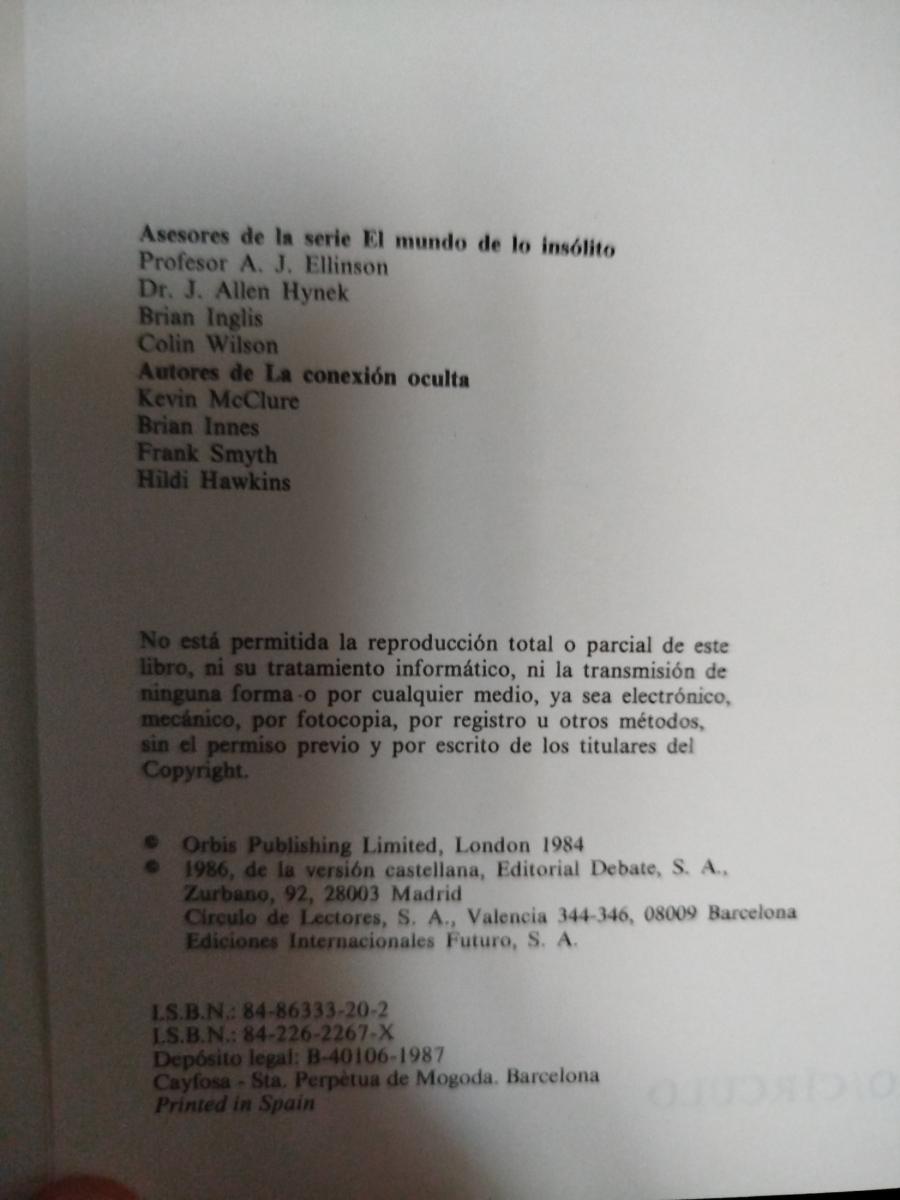 Asesores de la serie El mundo de lo insólito
Profesor A. J. Ellinson
Dr. J. Allen Hynek
Brian Inglis
Colin Wilson
Autores de La conexión oculta
Kevin McClure
Brian Innes
Frank Smyth
Hildi Hawkins
No está permitida la reproducción total o parcial de este
libro, ni su tratamiento informático, ni la transmisión de
ninguna forma o por cualquier medio, ya sea electrónico,
mecánico, por fotocopia, por registro u otros métodos,
sin el permiso previo y por escrito de los titulares del
Copyright.
© Orbis Publishing Limited, London 1984
© 1986, de la versión castellana, Editorial Debate, S. A.,
Zurbano, 92, 28003 Madrid
Círculo de Lectores, S. A., Valencia 344-346, 08009 Barcelona
Ediciones Internacionales Futuro, S. A.
I.S.B.N.: 84-86333-20-2
I.S.B.N.: 84-226-2267-X
Depósito legal: B-40106-1987
Cayfosa - Sta. Perpètua de Mogoda. Barcelona
Printed in Spain